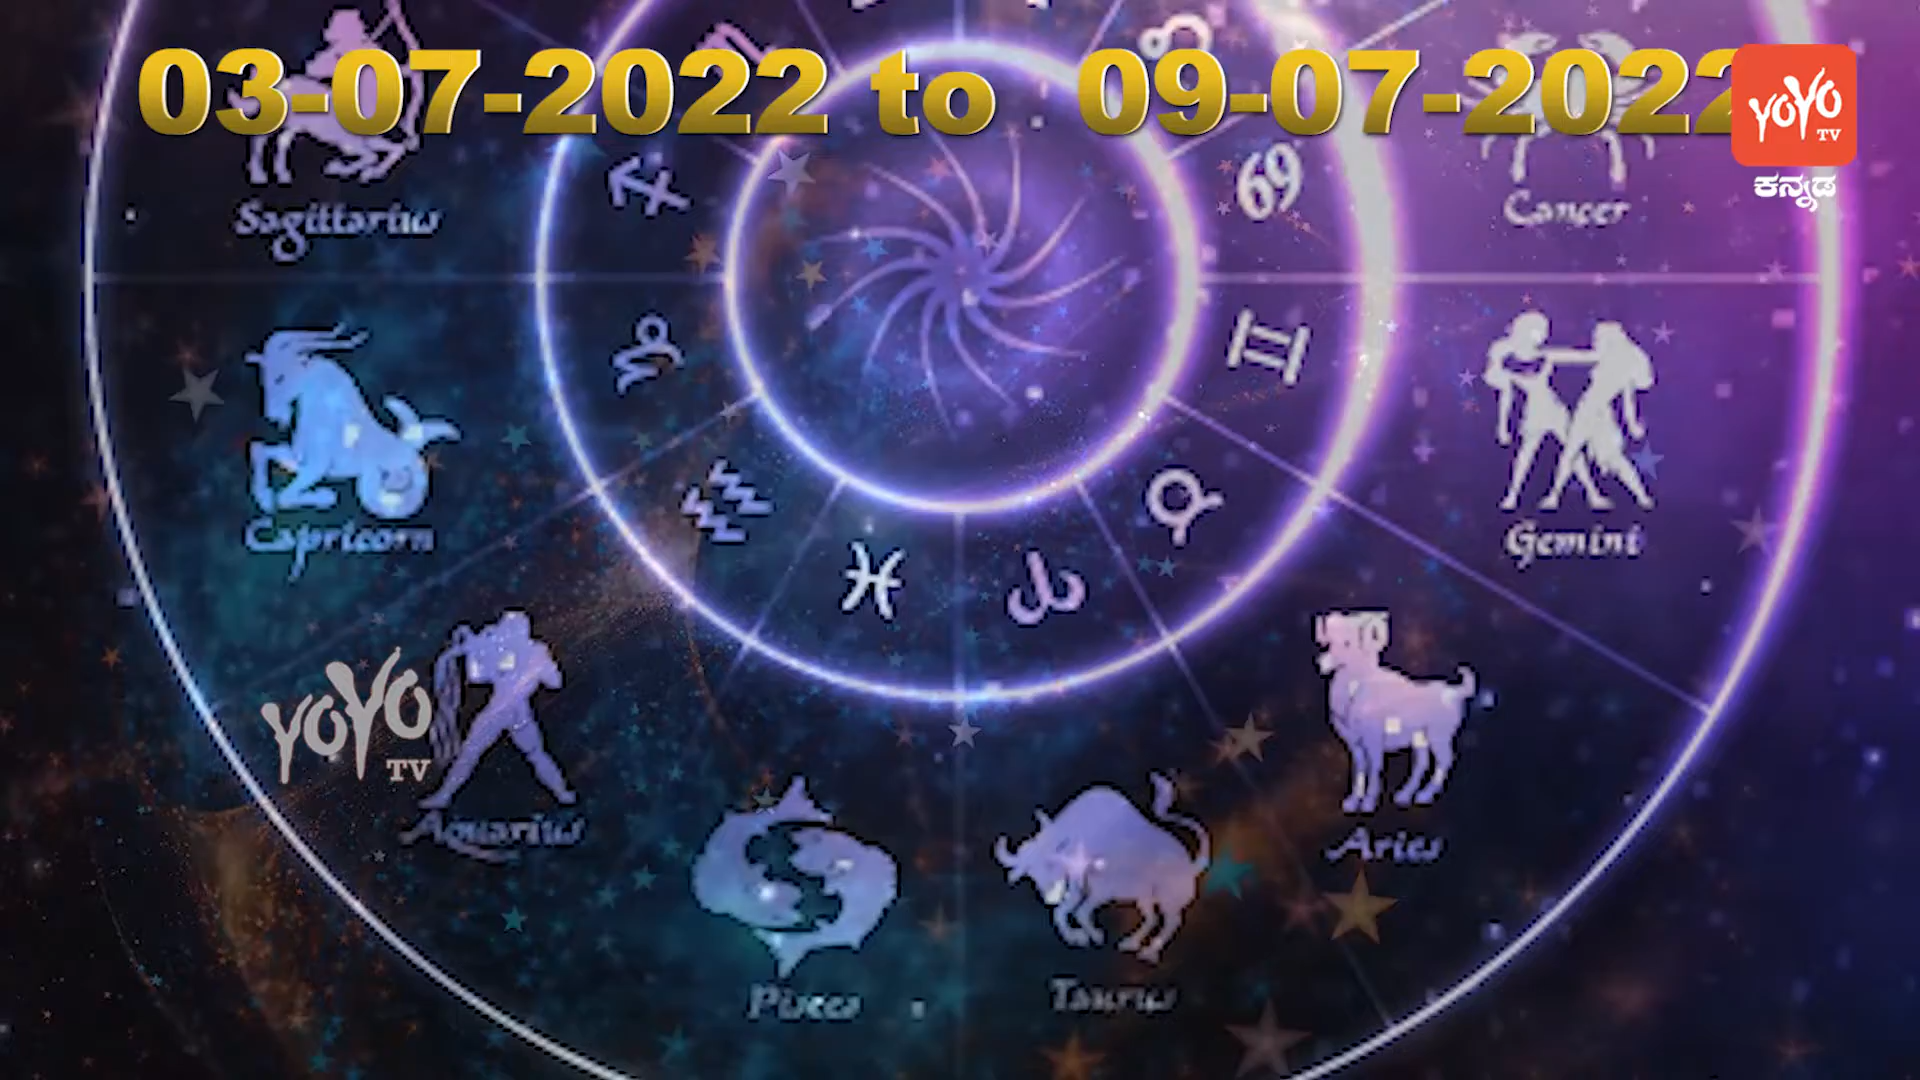 03-07-2022 to 09-07-2022
YOYO
TV
ಕನ್ನಡ
Sagittarius
Cancer
Capricorn
Gemini
YOYO
TV
Aquarius
Aries
Pisces
Taurus